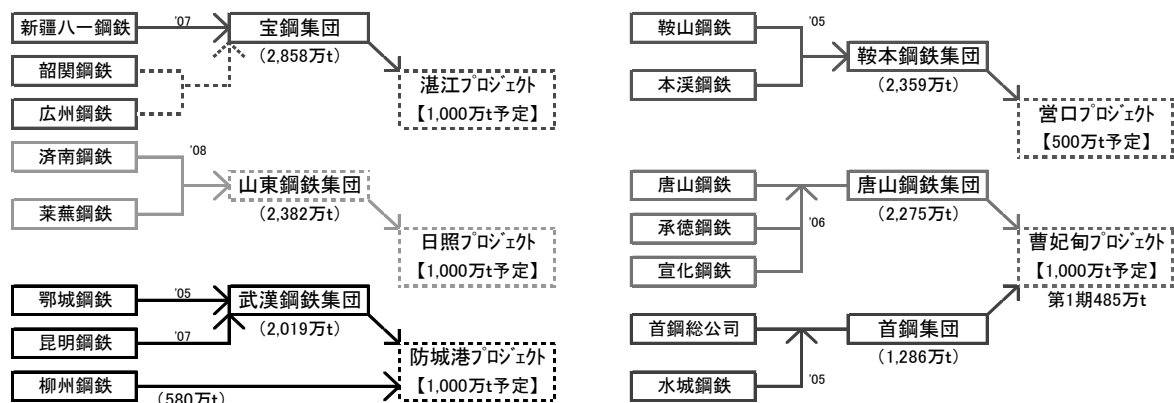 新疆八一鋼鉄
'07
宝鋼集団
(2,858万t)
韶関鋼鉄
広州鋼鉄
湛江プロジェクト
【1,000万t予定】
済南鋼鉄
'08
莱蕪鋼鉄
山東鋼鉄集団
(2,382万t)
日照プロジェクト
【1,000万t予定】
鄂城鋼鉄
'05
武漢鋼鉄集団
(2,019万t)
昆明鋼鉄
'07
柳州鋼鉄
(580万t)
防城港プロジェクト
【1,000万t予定】
鞍山鋼鉄
'05
本渓鋼鉄
鞍本鋼鉄集団
(2,359万t)
営口プロジェクト
【500万t予定】
唐山鋼鉄
承徳鋼鉄
宣化鋼鉄
'06
唐山鋼鉄集団
(2,275万t)
曹妃甸プロジェクト
【1,000万t予定】
第1期485万t
首鋼総公司
水城鋼鉄
'05
首鋼集団
(1,286万t)